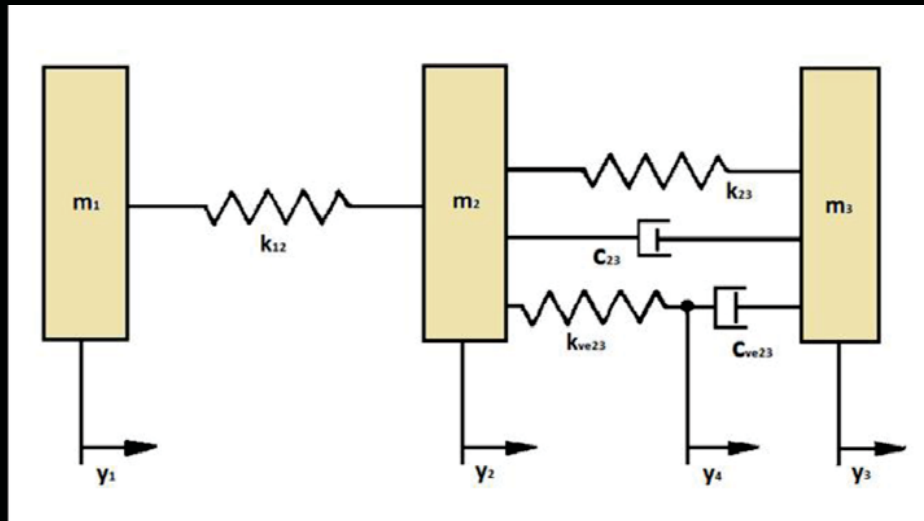 m₁
k₁₂
m₂
k₂₃
c₂₃
kᵥₑ₂₃
cᵥₑ₂₃
m₃
y₁
y₂
y₄
y₃